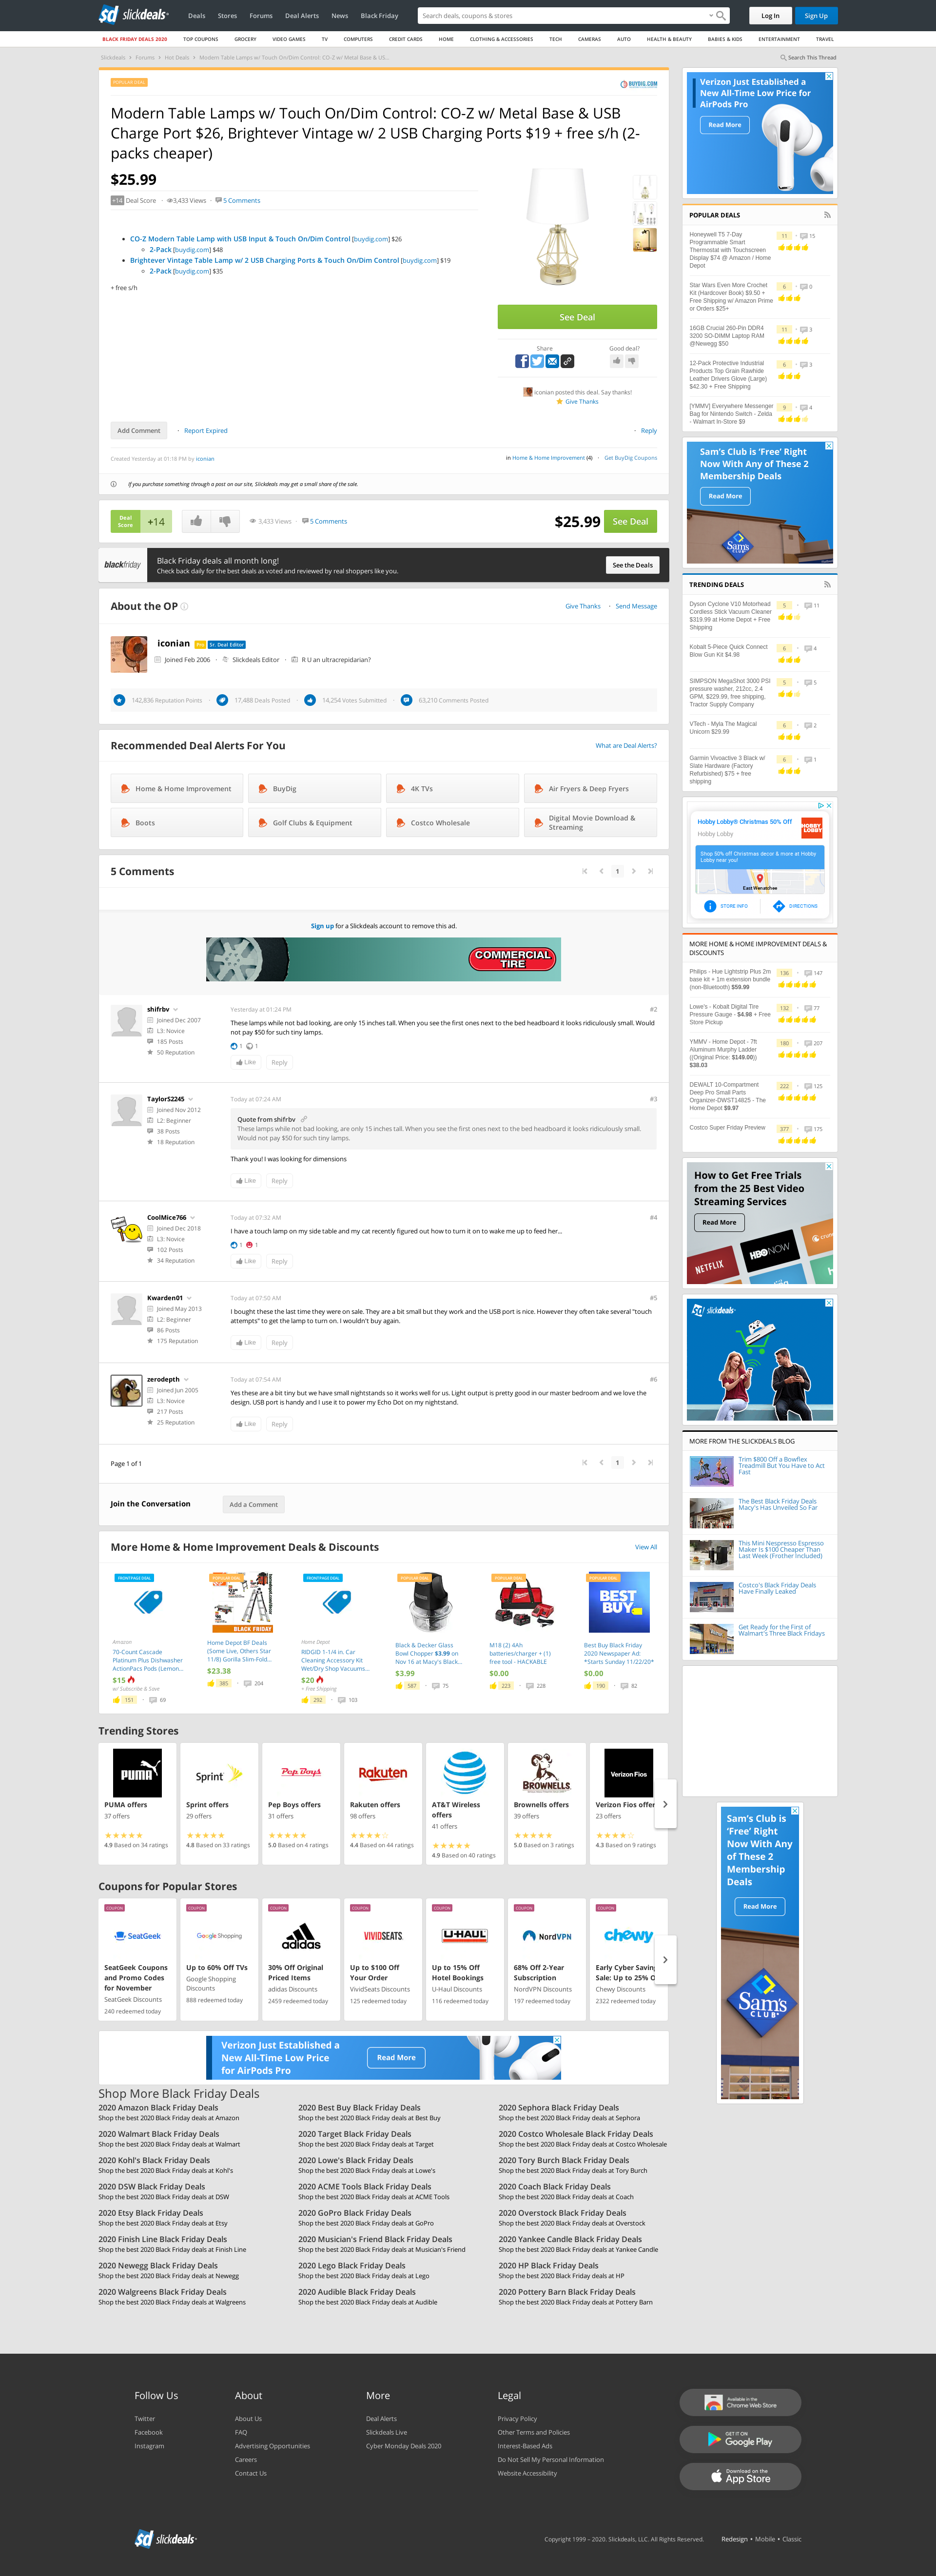 slickdeals
Deals
Stores
Forums
Deal Alerts
News
Black Friday
Search deals, coupons & stores
Log In
Sign Up
BLACK FRIDAY DEALS 2020
TOP COUPONS
GROCERY
VIDEO GAMES
TV
COMPUTERS
CREDIT CARDS
HOME
CLOTHING & ACCESSORIES
TECH
CAMERAS
AUTO
HEALTH & BEAUTY
BABIES & KIDS
ENTERTAINMENT
TRAVEL
Slickdeals
Forums
Hot Deals
Modern Table Lamps w/ Touch On/Dim Control: CO-Z w/ Metal Base & US...
Search This Thread
POPULAR DEAL
BUYDIG.COM
Modern Table Lamps w/ Touch On/Dim Control: CO-Z w/ Metal Base & USB
Charge Port $26, Brightever Vintage w/ 2 USB Charging Ports $19 + free s/h (2-
packs cheaper)
$25.99
+14 Deal Score
3,433 Views
5 Comments
CO-Z Modern Table Lamp with USB Input & Touch On/Dim Control [buydig.com] $26
2-Pack [buydig.com] $48
Brightever Vintage Table Lamp w/ 2 USB Charging Ports & Touch On/Dim Control [buydig.com] $19
2-Pack [buydig.com] $35
+ free s/h
See Deal
Share
Good deal?
iconian posted this deal. Say thanks!
Give Thanks
Add Comment
Report Expired
Reply
Created Yesterday at 01:18 PM by iconian
in Home & Home Improvement (4)
Get BuyDig Coupons
If you purchase something through a post on our site, Slickdeals may get a small share of the sale.
Deal
Score
+14
3,433 Views
5 Comments
$25.99
See Deal
blackfriday
Black Friday deals all month long!
Check back daily for the best deals as voted and reviewed by real shoppers like you.
See the Deals
About the OP
Give Thanks
Send Message
iconian
Pro
Sr. Deal Editor
Joined Feb 2006
Slickdeals Editor
R U an ultracrepidarian?
142,836 Reputation Points
17,488 Deals Posted
14,254 Votes Submitted
63,210 Comments Posted
Recommended Deal Alerts For You
What are Deal Alerts?
Home & Home Improvement
BuyDig
4K TVs
Air Fryers & Deep Fryers
Boots
Golf Clubs & Equipment
Costco Wholesale
Digital Movie Download &
Streaming
5 Comments
1
Sign up for a Slickdeals account to remove this ad.
COMMERCIAL
TIRE
shifrbv
Joined Dec 2007
L3: Novice
185 Posts
50 Reputation
Yesterday at 01:24 PM
#2
These lamps while not bad looking, are only 15 inches tall. When you see the first ones next to the bed headboard it looks ridiculously small. Would
not pay $50 for such tiny lamps.
1
1
Like
Reply
TaylorS2245
Joined Nov 2012
L2: Beginner
38 Posts
18 Reputation
Today at 07:24 AM
#3
Quote from shifrbv
These lamps while not bad looking, are only 15 inches tall. When you see the first ones next to the bed headboard it looks ridiculously small.
Would not pay $50 for such tiny lamps.
Thank you! I was looking for dimensions
Like
Reply
CoolMice766
Joined Dec 2018
L3: Novice
102 Posts
34 Reputation
Today at 07:32 AM
#4
I have a touch lamp on my side table and my cat recently figured out how to turn it on to wake me up to feed her...
1
1
Like
Reply
Kwarden01
Joined May 2013
L2: Beginner
86 Posts
175 Reputation
Today at 07:50 AM
#5
I bought these the last time they were on sale. They are a bit small but they work and the USB port is nice. However they often take several "touch
attempts" to get the lamp to turn on. I wouldn't buy again.
Like
Reply
zerodepth
Joined Jun 2005
L3: Novice
217 Posts
25 Reputation
Today at 07:54 AM
#6
Yes these are a bit tiny but we have small nightstands so it works well for us. Light output is pretty good in our master bedroom and we love the
design. USB port is handy and I use it to power my Echo Dot on my nightstand.
Like
Reply
Page 1 of 1
1
Join the Conversation
Add a Comment
More Home & Home Improvement Deals & Discounts
View All
FRONTPAGE DEAL
Amazon
70-Count Cascade
Platinum Plus Dishwasher
ActionPacs Pods (Lemon...
$15
w/ Subscribe & Save
151
69
POPULAR DEAL
BLACK FRIDAY
Home Depot BF Deals
(Some Live, Others Star
11/8) Gorilla Slim-Fold...
$23.38
385
204
FRONTPAGE DEAL
Home Depot
RIDGID 1-1/4 in. Car
Cleaning Accessory Kit
Wet/Dry Shop Vacuums...
$20
+ Free Shipping
292
103
POPULAR DEAL
Black & Decker Glass
Bowl Chopper $3.99 on
Nov 16 at Macy's Black...
$3.99
587
75
POPULAR DEAL
M18 (2) 4Ah
batteries/charger + (1)
free tool - HACKABLE
$0.00
223
228
POPULAR DEAL
BEST
BUY
Best Buy Black Friday
2020 Newspaper Ad:
*Starts Sunday 11/22/20*
$0.00
190
82
Trending Stores
PUMA
PUMA offers
37 offers
4.9 Based on 34 ratings
Sprint
Sprint offers
29 offers
4.8 Based on 33 ratings
Pep Boys
Pep Boys offers
31 offers
5.0 Based on 4 ratings
Rakuten
Rakuten offers
98 offers
4.4 Based on 44 ratings
AT&T Wireless
offers
41 offers
4.9 Based on 40 ratings
BROWNELLS
Brownells offers
39 offers
5.0 Based on 3 ratings
Verizon Fios
Verizon Fios offer
23 offers
4.3 Based on 9 ratings
Coupons for Popular Stores
COUPON
SeatGeek
SeatGeek Coupons
and Promo Codes
for November
SeatGeek Discounts
240 redeemed today
Google Shopping
Up to 60% Off TVs
Google Shopping
Discounts
888 redeemed today
COUPON
adidas
30% Off Original
Priced Items
adidas Discounts
2459 redeemed today
COUPON
VIVIDSEATS
Up to $100 Off
Your Order
VividSeats Discounts
125 redeemed today
COUPON
U-HAUL
Up to 15% Off
Hotel Bookings
U-Haul Discounts
116 redeemed today
COUPON
NordVPN
68% Off 2-Year
Subscription
NordVPN Discounts
197 redeemed today
COUPON
chewy
Early Cyber Saving
Sale: Up to 25% O
Chewy Discounts
2322 redeemed today
Verizon Just Established a
New All-Time Low Price
for AirPods Pro
Read More
Shop More Black Friday Deals
2020 Amazon Black Friday Deals
Shop the best 2020 Black Friday deals at Amazon
2020 Best Buy Black Friday Deals
Shop the best 2020 Black Friday deals at Best Buy
2020 Sephora Black Friday Deals
Shop the best 2020 Black Friday deals at Sephora
2020 Walmart Black Friday Deals
Shop the best 2020 Black Friday deals at Walmart
2020 Target Black Friday Deals
Shop the best 2020 Black Friday deals at Target
2020 Costco Wholesale Black Friday Deals
Shop the best 2020 Black Friday deals at Costco Wholesale
2020 Kohl's Black Friday Deals
Shop the best 2020 Black Friday deals at Kohl's
2020 Lowe's Black Friday Deals
Shop the best 2020 Black Friday deals at Lowe's
2020 Tory Burch Black Friday Deals
Shop the best 2020 Black Friday deals at Tory Burch
2020 DSW Black Friday Deals
Shop the best 2020 Black Friday deals at DSW
2020 ACME Tools Black Friday Deals
Shop the best 2020 Black Friday deals at ACME Tools
2020 Coach Black Friday Deals
Shop the best 2020 Black Friday deals at Coach
2020 Etsy Black Friday Deals
Shop the best 2020 Black Friday deals at Etsy
2020 GoPro Black Friday Deals
Shop the best 2020 Black Friday deals at GoPro
2020 Overstock Black Friday Deals
Shop the best 2020 Black Friday deals at Overstock
2020 Finish Line Black Friday Deals
Shop the best 2020 Black Friday deals at Finish Line
2020 Musician's Friend Black Friday Deals
Shop the best 2020 Black Friday deals at Musician's Friend
2020 Yankee Candle Black Friday Deals
Shop the best 2020 Black Friday deals at Yankee Candle
2020 Newegg Black Friday Deals
Shop the best 2020 Black Friday deals at Newegg
2020 Lego Black Friday Deals
Shop the best 2020 Black Friday deals at Lego
2020 HP Black Friday Deals
Shop the best 2020 Black Friday deals at HP
2020 Walgreens Black Friday Deals
Shop the best 2020 Black Friday deals at Walgreens
2020 Audible Black Friday Deals
Shop the best 2020 Black Friday deals at Audible
2020 Pottery Barn Black Friday Deals
Shop the best 2020 Black Friday deals at Pottery Barn
Verizon Just Established a
New All-Time Low Price for
AirPods Pro
Read More
POPULAR DEALS
Honeywell T5 7-Day
Programmable Smart
Thermostat with Touchscreen
Display $74 @ Amazon / Home
Depot
11
15
Star Wars Even More Crochet
Kit (Hardcover Book) $9.50 +
Free Shipping w/ Amazon Prime
or Orders $25+
6
0
16GB Crucial 260-Pin DDR4
3200 SO-DIMM Laptop RAM
@Newegg $50
11
3
12-Pack Protective Industrial
Products Top Grain Rawhide
Leather Drivers Glove (Large)
$42.30 + Free Shipping
6
3
[YMMV] Everywhere Messenger
Bag for Nintendo Switch - Zelda
- Walmart In-Store $9
9
4
Sam's Club is 'Free' Right
Now With Any of These 2
Membership Deals
Read More
Sam's
CLUB
TRENDING DEALS
Dyson Cyclone V10 Motorhead
Cordless Stick Vacuum Cleaner
$319.99 at Home Depot + Free
Shipping
5
11
Kobalt 5-Piece Quick Connect
Blow Gun Kit $4.98
6
4
SIMPSON MegaShot 3000 PSI
pressure washer, 212cc, 2.4
GPM, $229.99, free shipping,
Tractor Supply Company
5
5
VTech - Myla The Magical
Unicorn $29.99
6
2
Garmin Vivoactive 3 Black w/
Slate Hardware (Factory
Refurbished) $75 + free
shipping
6
1
Hobby Lobby® Christmas 50% Off
Hobby Lobby
HOBBY
LOBBY
Shop 50% off Christmas decor & more at Hobby
Lobby near you!
East Wenatchee
STORE INFO
DIRECTIONS
MORE HOME & HOME IMPROVEMENT DEALS &
DISCOUNTS
Philips - Hue Lightstrip Plus 2m
base kit + 1m extension bundle
(non-Bluetooth) $59.99
136
147
Lowe's - Kobalt Digital Tire
Pressure Gauge - $4.98 + Free
Store Pickup
132
77
YMMV - Home Depot - 7ft
Aluminum Murphy Ladder
((Original Price: $149.00))
$38.03
180
207
DEWALT 10-Compartment
Deep Pro Small Parts
Organizer-DWST14825 - The
Home Depot $9.97
222
125
Costco Super Friday Preview
377
175
How to Get Free Trials
from the 25 Best Video
Streaming Services
Read More
NETFLIX
HBO NOW
slickdeals
MORE FROM THE SLICKDEALS BLOG
Trim $800 Off a Bowflex
Treadmill But You Have to Act
Fast
The Best Black Friday Deals
Macy's Has Unveiled So Far
This Mini Nespresso Espresso
Maker Is $100 Cheaper Than
Last Week (Frother Included)
Costco's Black Friday Deals
Have Finally Leaked
Get Ready for the First of
Walmart's Three Black Fridays
Sam's Club is
'Free' Right
Now With Any
of These 2
Membership
Deals
Read More
Sam's
CLUB
Follow Us
Twitter
Facebook
Instagram
About
About Us
FAQ
Advertising Opportunities
Careers
Contact Us
More
Deal Alerts
Slickdeals Live
Cyber Monday Deals 2020
Legal
Privacy Policy
Other Terms and Policies
Interest-Based Ads
Do Not Sell My Personal Information
Website Accessibility
Available in the
Chrome Web Store
GET IT ON
Google Play
Download on the
App Store
slickdeals
Copyright 1999 - 2020. Slickdeals, LLC. All Rights Reserved.
Redesign • Mobile • Classic